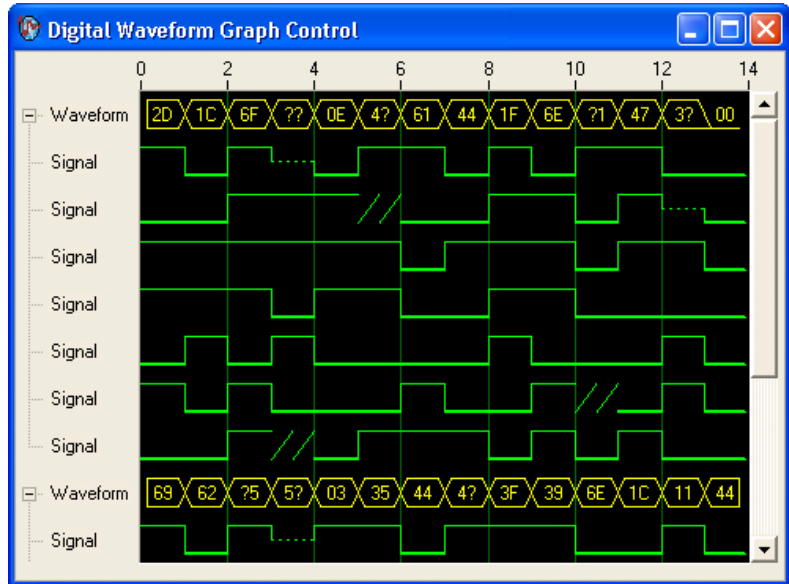 Digital Waveform Graph Control
0 2 4 6 8 10 12 14
Waveform 2D 1C 6F ?? 0E 4? 61 44 1F 6E ?1 47 3? 00
Signal
Signal
Signal
Signal
Signal
Signal
Signal
Waveform 69 62 ?5 5? 03 35 44 4? 3F 39 6E 1C 11 44
Signal